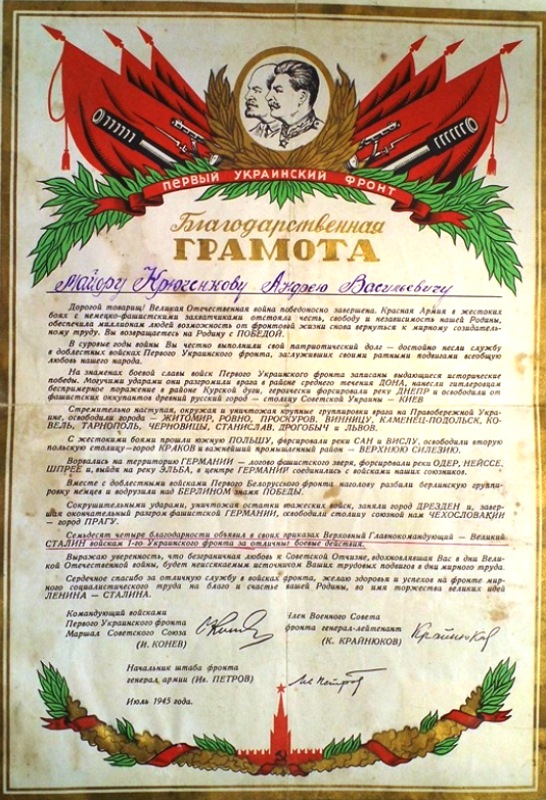 ПЕРВЫЙ УКРАИНСКИЙ ФРОНТ
Благодарственная
ГРАМОТА
Майору Крюченкову Андрею Васильевичу
Дорогой товарищ! Великая Отечественная война победоносно завершена. Красная Армия в жестоких
боях с немецко-фашистскими захватчиками отстояла честь, свободу и независимость нашей Родины,
обеспечила миллионам людей возможность от фронтовой жизни снова вернуться к мирному созидатель-
ному труду. Вы возвращаетесь на Родину с ПОБЕДОЙ.
В суровые годы войны Вы честно выполнили свой патриотический долг — достойно несли службу
в доблестных войсках Первого Украинского фронта, заслуживших своими ратными подвигами всеобщую
любовь нашего народа.
На знаменах боевой славы войск Первого Украинского фронта записаны выдающиеся исторические
победы. Могучими ударами они разгромили врага в районе среднего течения ДОНА, нанесли гитлеровцам
беспримерное поражение в районе Курской дуги, героически форсировали реку ДНЕПР и освободили от
фашистских оккупантов древний русский город — столицу Советской Украины — КИЕВ
Стремительно наступая, окружая и уничтожая крупные группировки врага на Правобережной Укра-
ине, освободили города — ЖИТОМИР, РОВНО, ПРОСКУРОВ, ВИННИЦУ, КАМЕНЕЦ-ПОДОЛЬСК, КО-
ВЕЛЬ, ТАРНОПОЛЬ, ЧЕРНОВИЦЫ, СТАНИСЛАВ, ДРОГОБЫЧ и ЛЬВОВ.
С жестокими боями прошли южную ПОЛЬШУ, форсировали реки САН и ВИСЛУ, освободили вторую
польскую столицу — город КРАКОВ и важнейший промышленный район — ВЕРХНЮЮ СИЛЕЗИЮ.
Ворвались на территорию ГЕРМАНИИ — логово фашистского зверя, форсировали реки ОДЕР, НЕЙССЕ,
ШПРЕЕ и, выйдя на реку ЭЛЬБА, в центре ГЕРМАНИИ соединились с войсками наших союзников.
Вместе с доблестными войсками Первого Белорусского фронта наголову разбили берлинскую груп-
пировку немцев и водрузили над БЕРЛИНОМ знамя ПОБЕДЫ.
Сокрушительными ударами, уничтожая остатки вражеских войск, заняли город ДРЕЗДЕН и, завер-
шая окончательный разгром фашистской ГЕРМАНИИ, освободили столицу союзной нам ЧЕХОСЛОВАКИИ
— город ПРАГУ.
Семьдесят четыре благодарности объявил в своих приказах Верховный Главнокомандующий — Великий
СТАЛИН войскам 1-го Украинского фронта за отличные боевые действия.
Выражаю уверенность, что безграничная любовь к Советской Отчизне, вдохновлявшая Вас в дни Вели-
кой Отечественной войны, будет неиссякаемым источником Ваших трудовых подвигов в дни мирного труда.
Сердечное спасибо за отличную службу в войсках фронта, желаю здоровья и успехов на фронте мир-
ного социалистического труда на благо и счастье вашей Родины, во имя торжества великих идей
ЛЕНИНА — СТАЛИНА.
Командующий войсками
Первого Украинского фронта
Маршал Советского Союза
(И. КОНЕВ)
Член Военного Совета
фронта генерал-лейтенант
(К. КРАЙНЮКОВ)
Крайнюков
Начальник штаба фронта
генерал армии (Ив. ПЕТРОВ)
Ив Петров
Июль 1945 года.